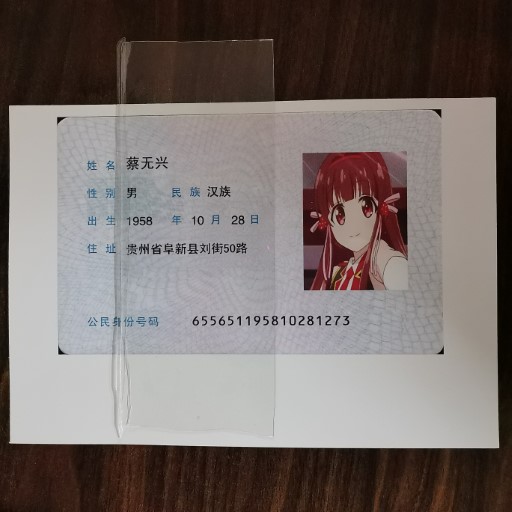 姓名 蔡无兴
性别 男 民族 汉族
出生 1958 年 10 月 28 日
住址 贵州省阜新县刘街50路
公民身份号码 655651195810281273